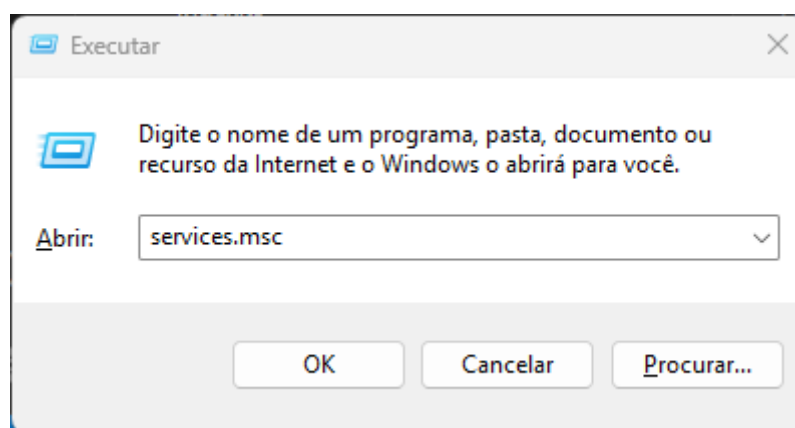 Executar
Digite o nome de um programa, pasta, documento ou
recurso da Internet e o Windows o abrirá para você.
Abrir: services.msc
OK Cancelar Procurar...